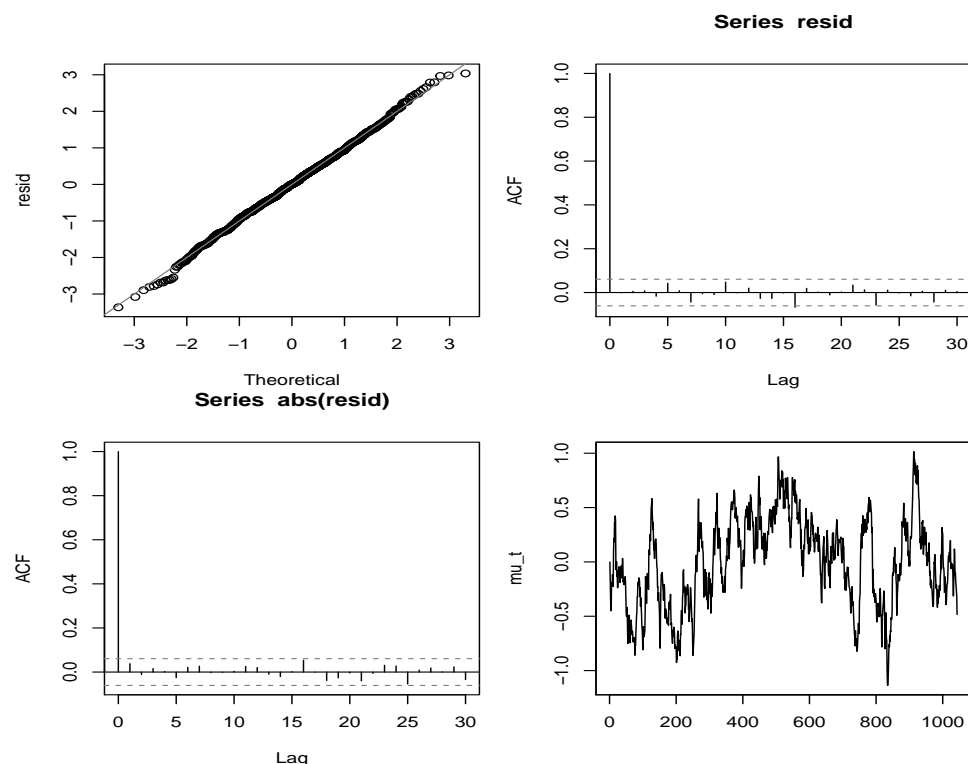 Series resid
resid
3
2
1
0
−1
−2
−3
−3 −2 −1 0 1 2 3
Theoretical
ACF
1.0
0.8
0.6
0.4
0.2
0.0
0 5 10 15 20 25 30
Lag
Series abs(resid)
ACF
1.0
0.8
0.6
0.4
0.2
0.0
0 5 10 15 20 25 30
Lag
mu_t
1.0
0.5
0.0
−0.5
−1.0
0 200 400 600 800 1000